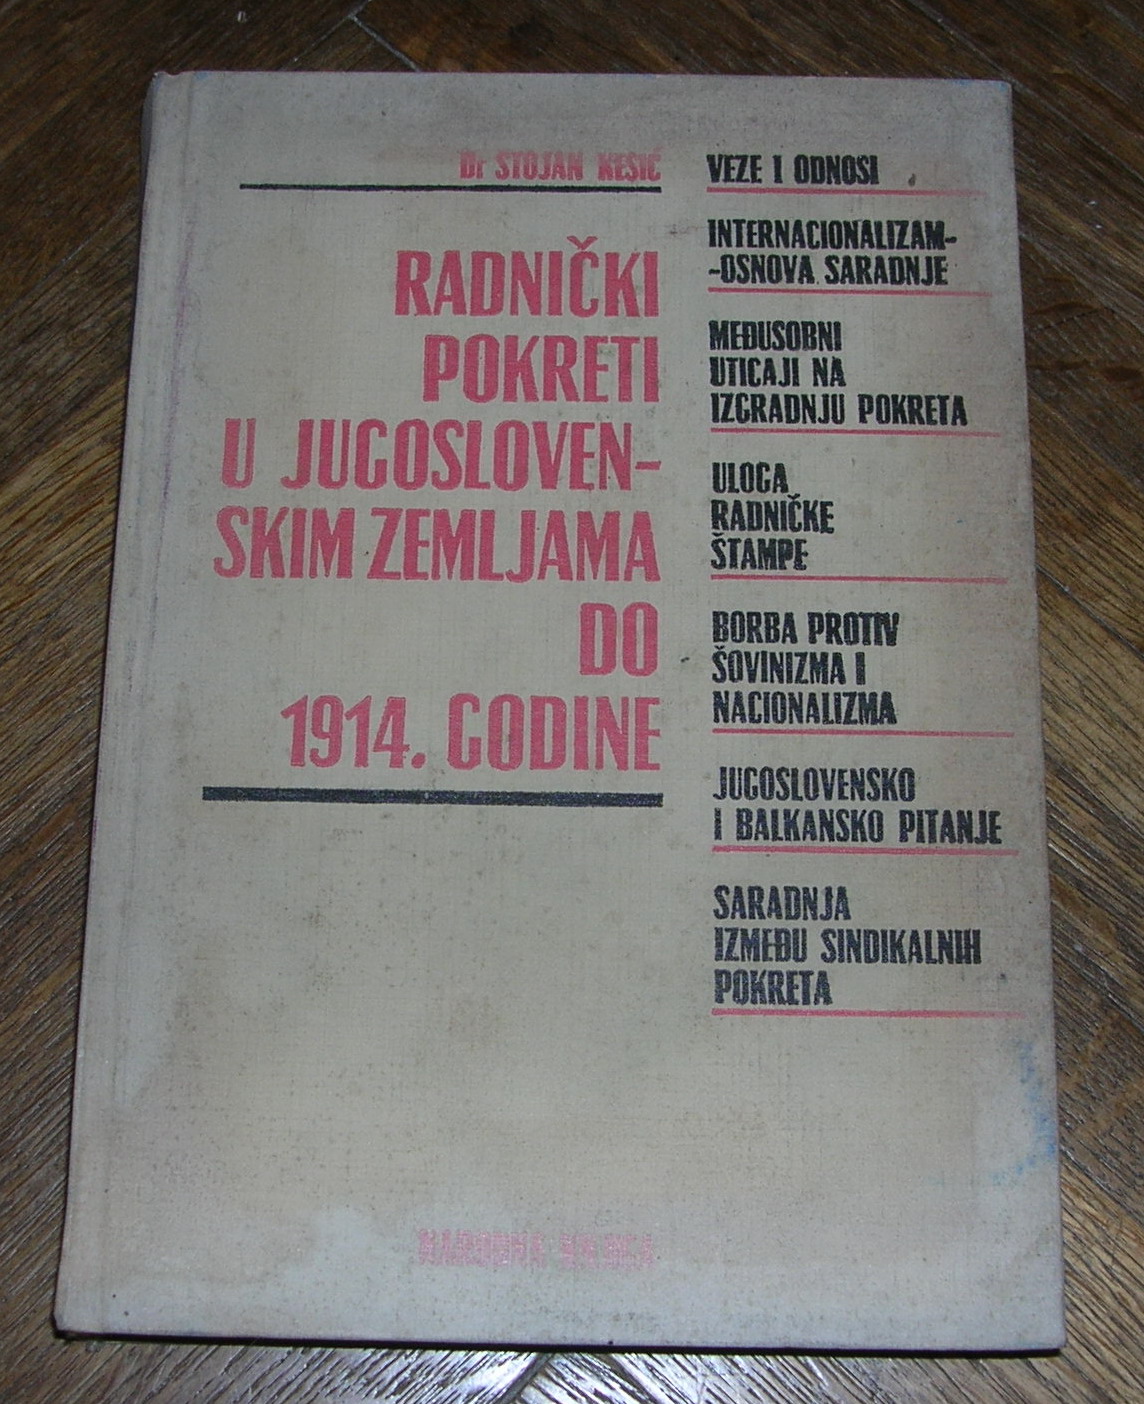 Dr STOJAN KESIĆ
RADNIČKI
POKRETI
U JUGOSLOVEN-
SKIM ZEMLJAMA
DO
1914. GODINE
VEZE I ODNOSI
INTERNACIONALIZAM-
-OSNOVA SARADNJE
MEĐUSOBNI
UTICAJI NA
IZGRADNJU POKRETA
ULOGA
RADNIČKE
ŠTAMPE
BORBA PROTIV
ŠOVINIZMA I
NACIONALIZMA
JUGOSLOVENSKO
I BALKANSKO PITANJE
SARADNJA
IZMEĐU SINDIKALNIH
POKRETA
NARODNA KNJIGA